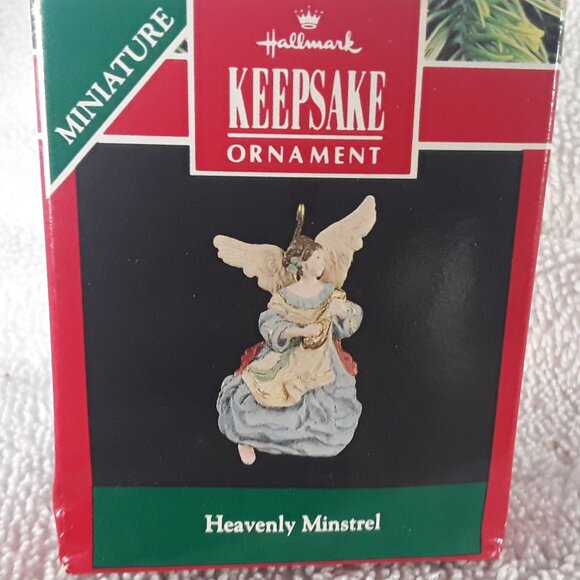 MINIATURE
Hallmark
KEEPSAKE
ORNAMENT
Heavenly Minstrel